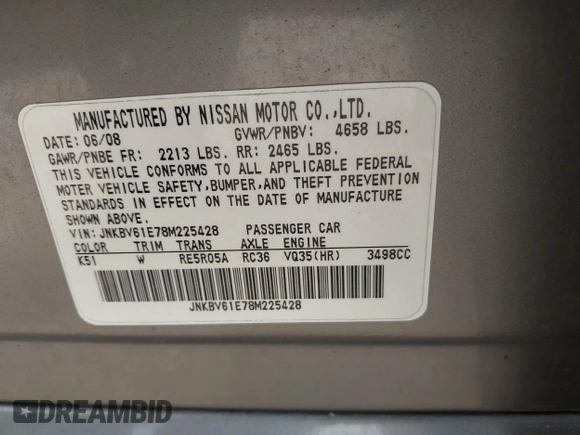 MANUFACTURED BY NISSAN MOTOR CO.,LTD.
DATE: 06/08 GVWR/PNBV: 4658 LBS.
GAWR/PNBE FR: 2213 LBS. RR: 2465 LBS.
THIS VEHICLE CONFORMS TO ALL APPLICABLE FEDERAL
MOTOR VEHICLE SAFETY,BUMPER,AND THEFT PREVENTION
STANDARDS IN EFFECT ON THE DATE OF MANUFACTURE
SHOWN ABOVE.
VIN: JNKBV61E78M225428 PASSENGER CAR
COLOR TRIM TRANS AXLE ENGINE
K51 W RE5R05A RC36 VQ35(HR) 3498CC
JNKBV61E78M225428
DREAMBID